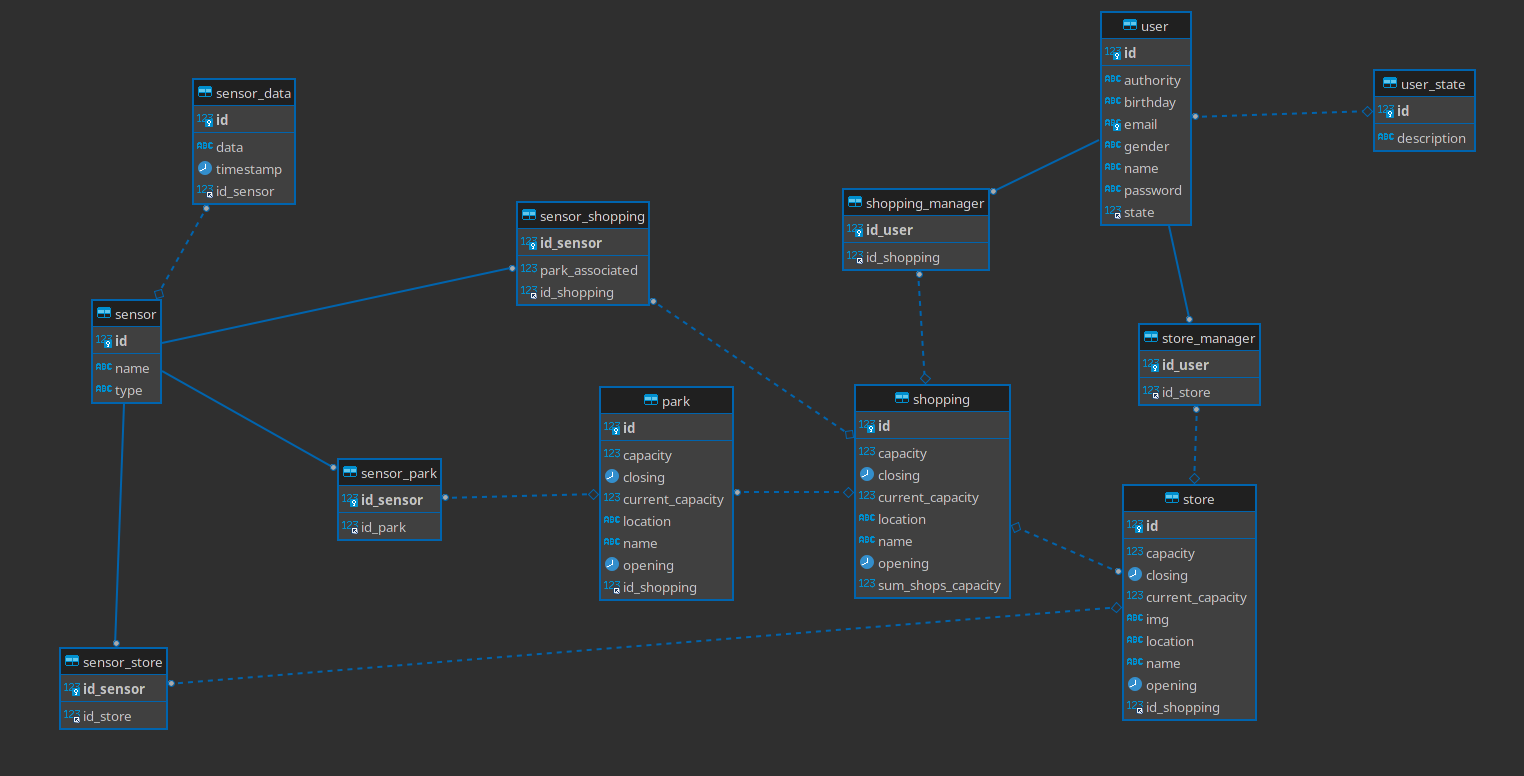 user
123 id
ABC authority
ABC birthday
ABC email
ABC gender
ABC name
ABC password
123 state
user_state
123 id
ABC description
sensor_data
123 id
ABC data
timestamp
123 id_sensor
sensor_shopping
123 id_sensor
123 park_associated
123 id_shopping
shopping_manager
123 id_user
123 id_shopping
sensor
123 id
ABC name
ABC type
store_manager
123 id_user
123 id_store
park
123 id
123 capacity
closing
123 current_capacity
ABC location
ABC name
opening
123 id_shopping
shopping
123 id
123 capacity
closing
123 current_capacity
ABC location
ABC name
opening
123 sum_shops_capacity
sensor_park
123 id_sensor
123 id_park
store
123 id
123 capacity
closing
123 current_capacity
ABC img
ABC location
ABC name
opening
123 id_shopping
sensor_store
123 id_sensor
123 id_store